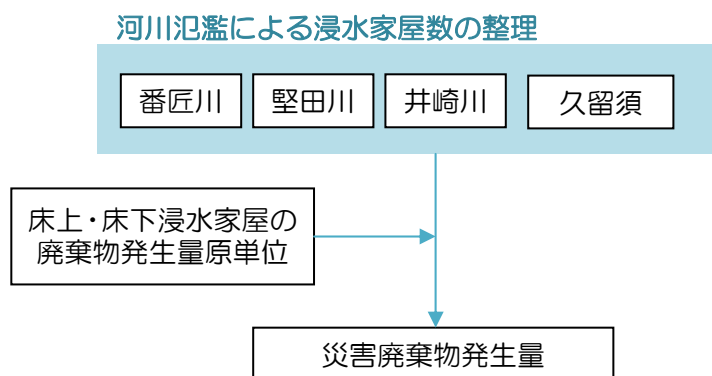 河川氾濫による浸水家屋数の整理
番匠川
堅田川
井崎川
久留須
床上・床下浸水家屋の
廃棄物発生量原単位
災害廃棄物発生量